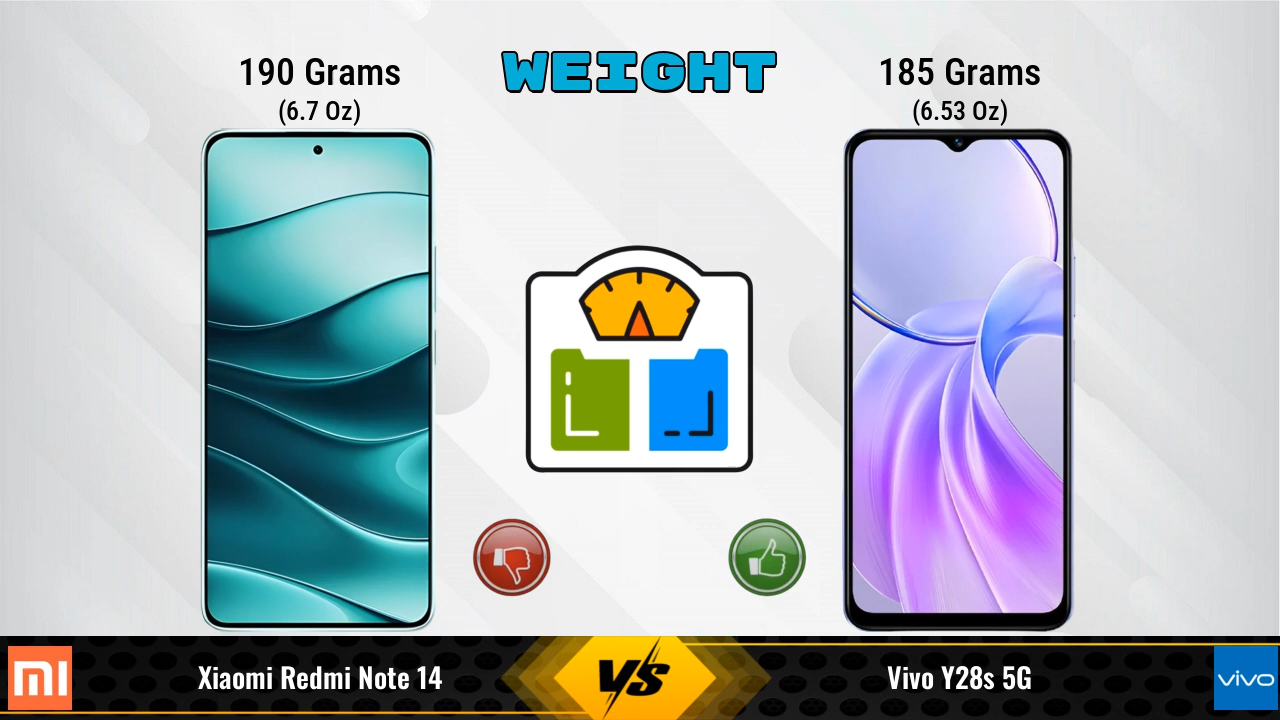 WEIGHT
190 Grams
(6.7 Oz)
185 Grams
(6.53 Oz)
MI
Xiaomi Redmi Note 14
VS
Vivo Y28s 5G
vivo